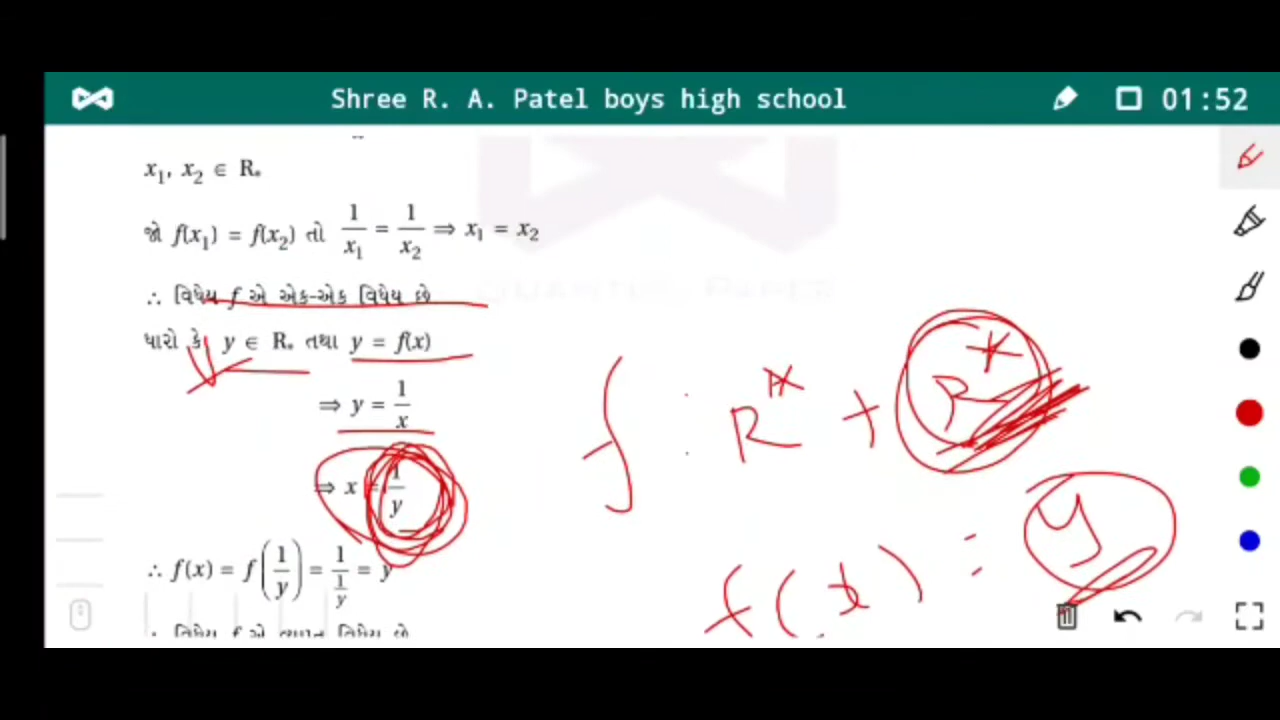 Shree R. A. Patel boys high school
01:52
x₁, x₂ ∈ R*
જો f(x₁) = f(x₂) તો 1/x₁ = 1/x₂ ⇒ x₁ = x₂
∴ વિધેય f એ એક-એક વિધેય છે
ધારો કે y ∈ R* તથા y = f(x)
⇒ y = 1/x
f : R* + R*
⇒ x = 1/y
y
f(x) =
∴ f(x) = f(1/y) = 1/(1/y) = y
∴ વિધેય f એ વ્યાપ્ત વિધેય છે